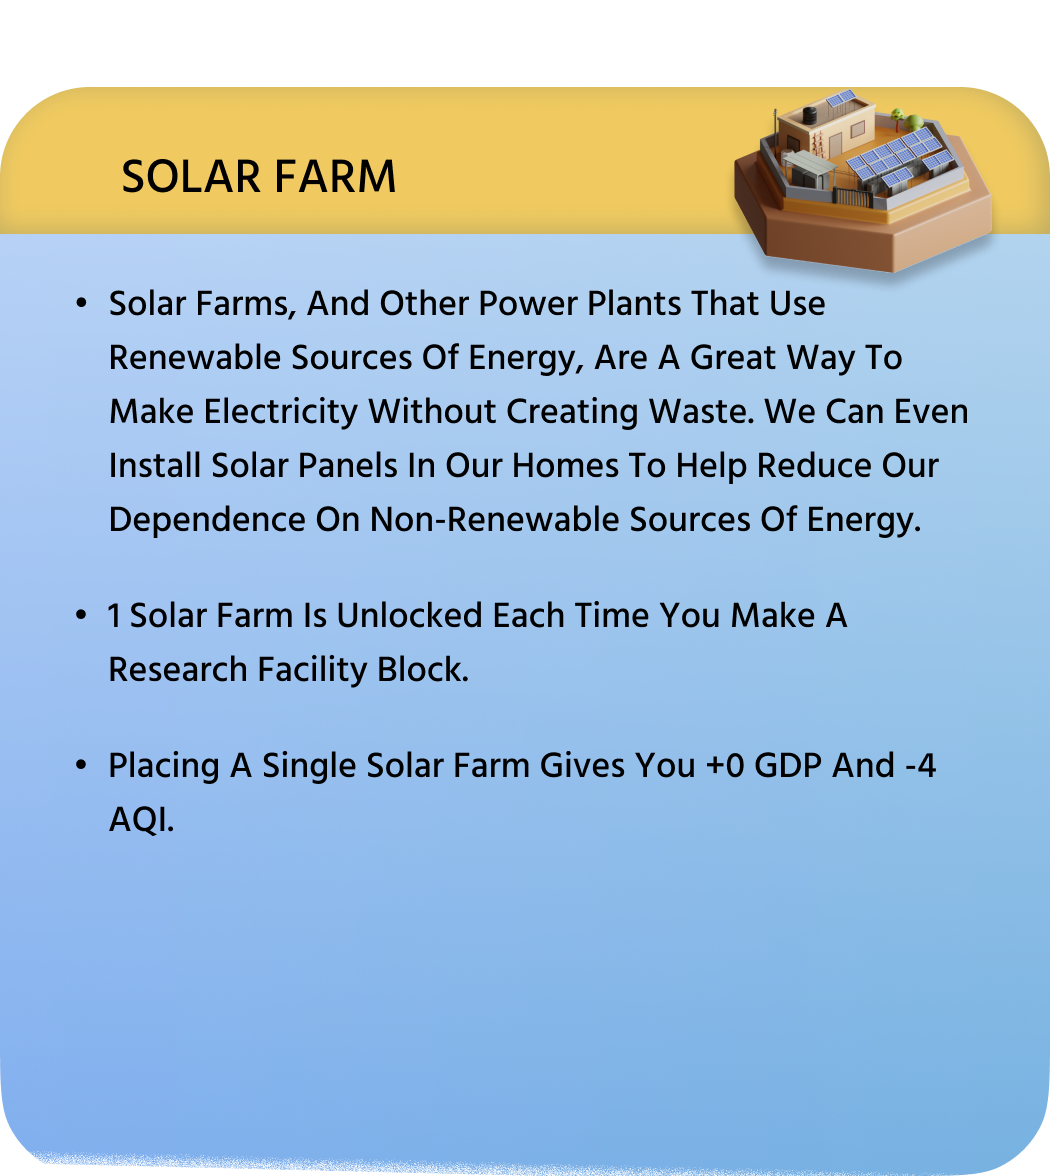 SOLAR FARM
• Solar Farms, And Other Power Plants That Use
Renewable Sources Of Energy, Are A Great Way To
Make Electricity Without Creating Waste. We Can Even
Install Solar Panels In Our Homes To Help Reduce Our
Dependence On Non-Renewable Sources Of Energy.
• 1 Solar Farm Is Unlocked Each Time You Make A
Research Facility Block.
• Placing A Single Solar Farm Gives You +0 GDP And -4
AQI.